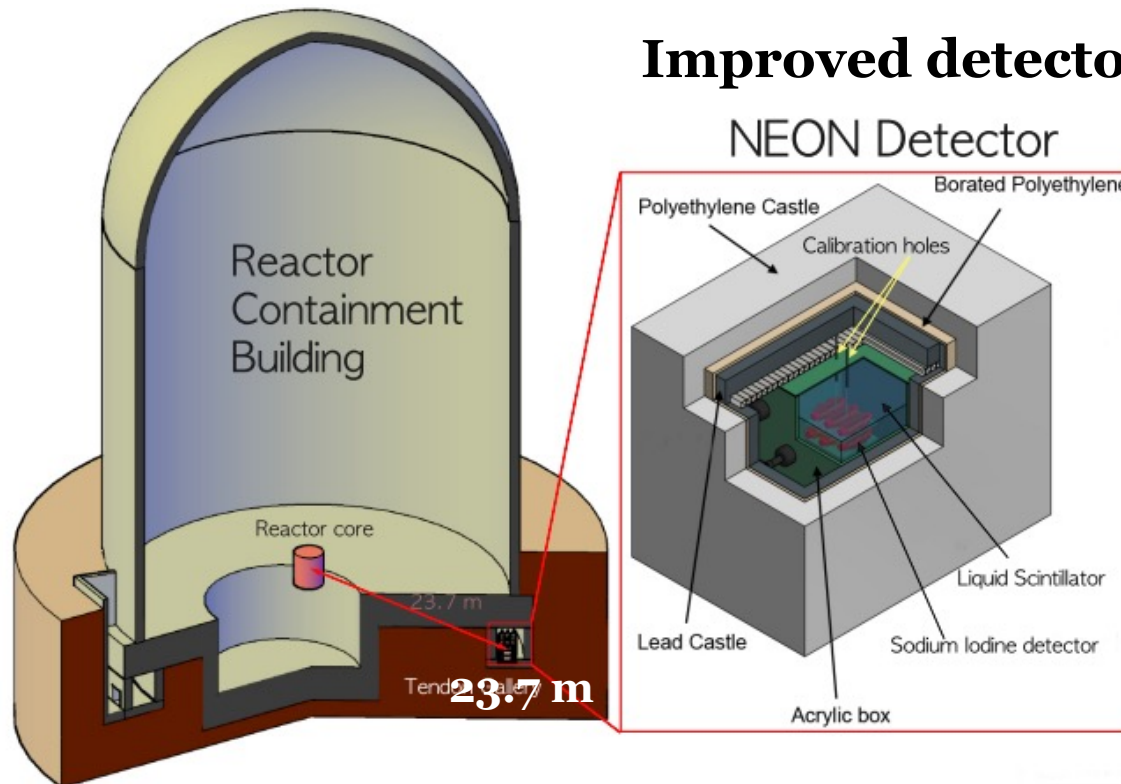 Improved detecto
NEON Detector
Borated Polyethylene
Polyethylene Castle
Calibration holes
Reactor
Containment
Building
Reactor core
23.7 m
Liquid Scintillator
Lead Castle
Sodium Iodine detector
Tendon Gallery
23.7 m
Acrylic box